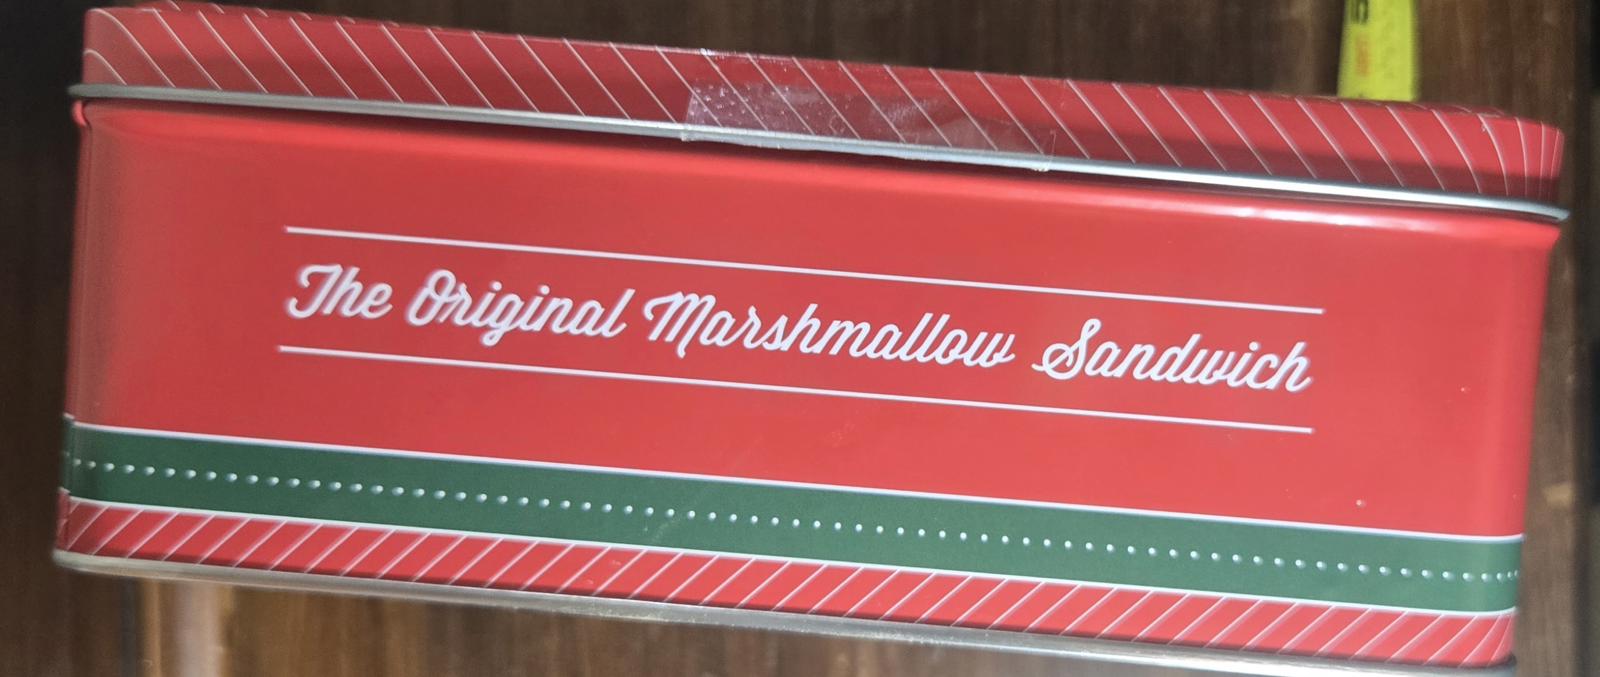 The Original Marshmallow Sandwich